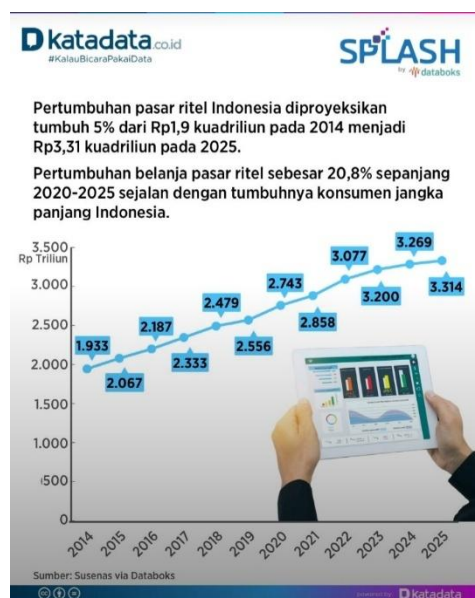 Dkatadata.co.id
#KalauBicaraPakaiData
SPLASH
by databoks
Pertumbuhan pasar ritel Indonesia diproyeksikan
tumbuh 5% dari Rp1,9 kuadriliun pada 2014 menjadi
Rp3,31 kuadriliun pada 2025.
Pertumbuhan belanja pasar ritel sebesar 20,8% sepanjang
2020-2025 sejalan dengan tumbuhnya konsumen jangka
panjang Indonesia.
3.500
Rp Triliun
3.000
2.500
2.000
1.500
1.000
500
0
1.933
2.067
2.187
2.333
2.479
2.556
2.743
2.858
3.077
3.200
3.269
3.314
2014
2015
2016
2017
2018
2019
2020
2021
2022
2023
2024
2025
Sumber: Susenas via Databoks
powered by Dkatadata